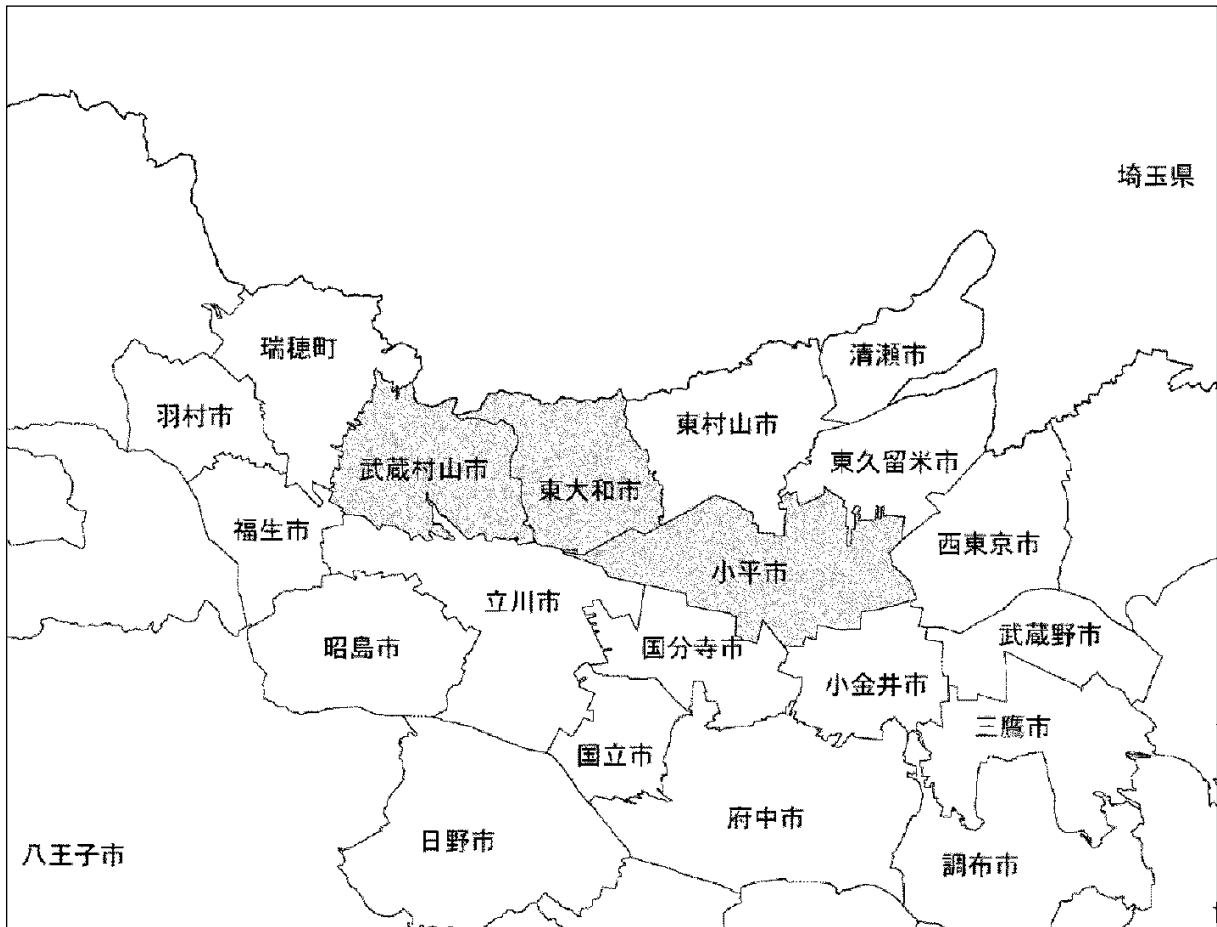 埼玉県
瑞穂町
清瀬市
羽村市
東村山市
武蔵村山市
東大和市
東久留米市
福生市
西東京市
小平市
立川市
昭島市
国分寺市
武蔵野市
小金井市
三鷹市
国立市
府中市
日野市
八王子市
調布市